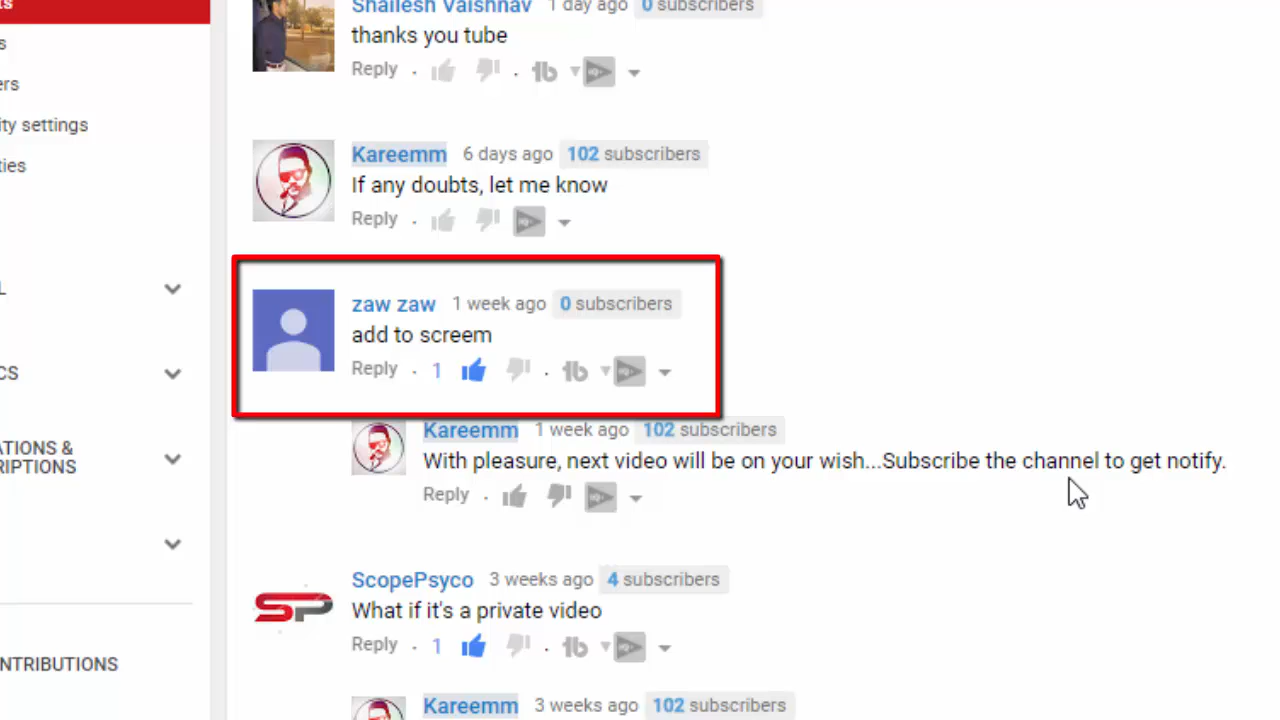 Shailesh Vaishnav 1 day ago 0 subscribers
thanks you tube
Reply
ity settings
Kareemm 6 days ago 102 subscribers
If any doubts, let me know
Reply
zaw zaw 1 week ago 0 subscribers
add to screem
Reply 1
Kareemm 1 week ago 102 subscribers
ATIONS &
RIPTIONS
With pleasure, next video will be on your wish...Subscribe the channel to get notify.
Reply
ScopePsyco 3 weeks ago 4 subscribers
SP
What if it's a private video
Reply 1
NTRIBUTIONS
Kareemm 3 weeks ago 102 subscribers